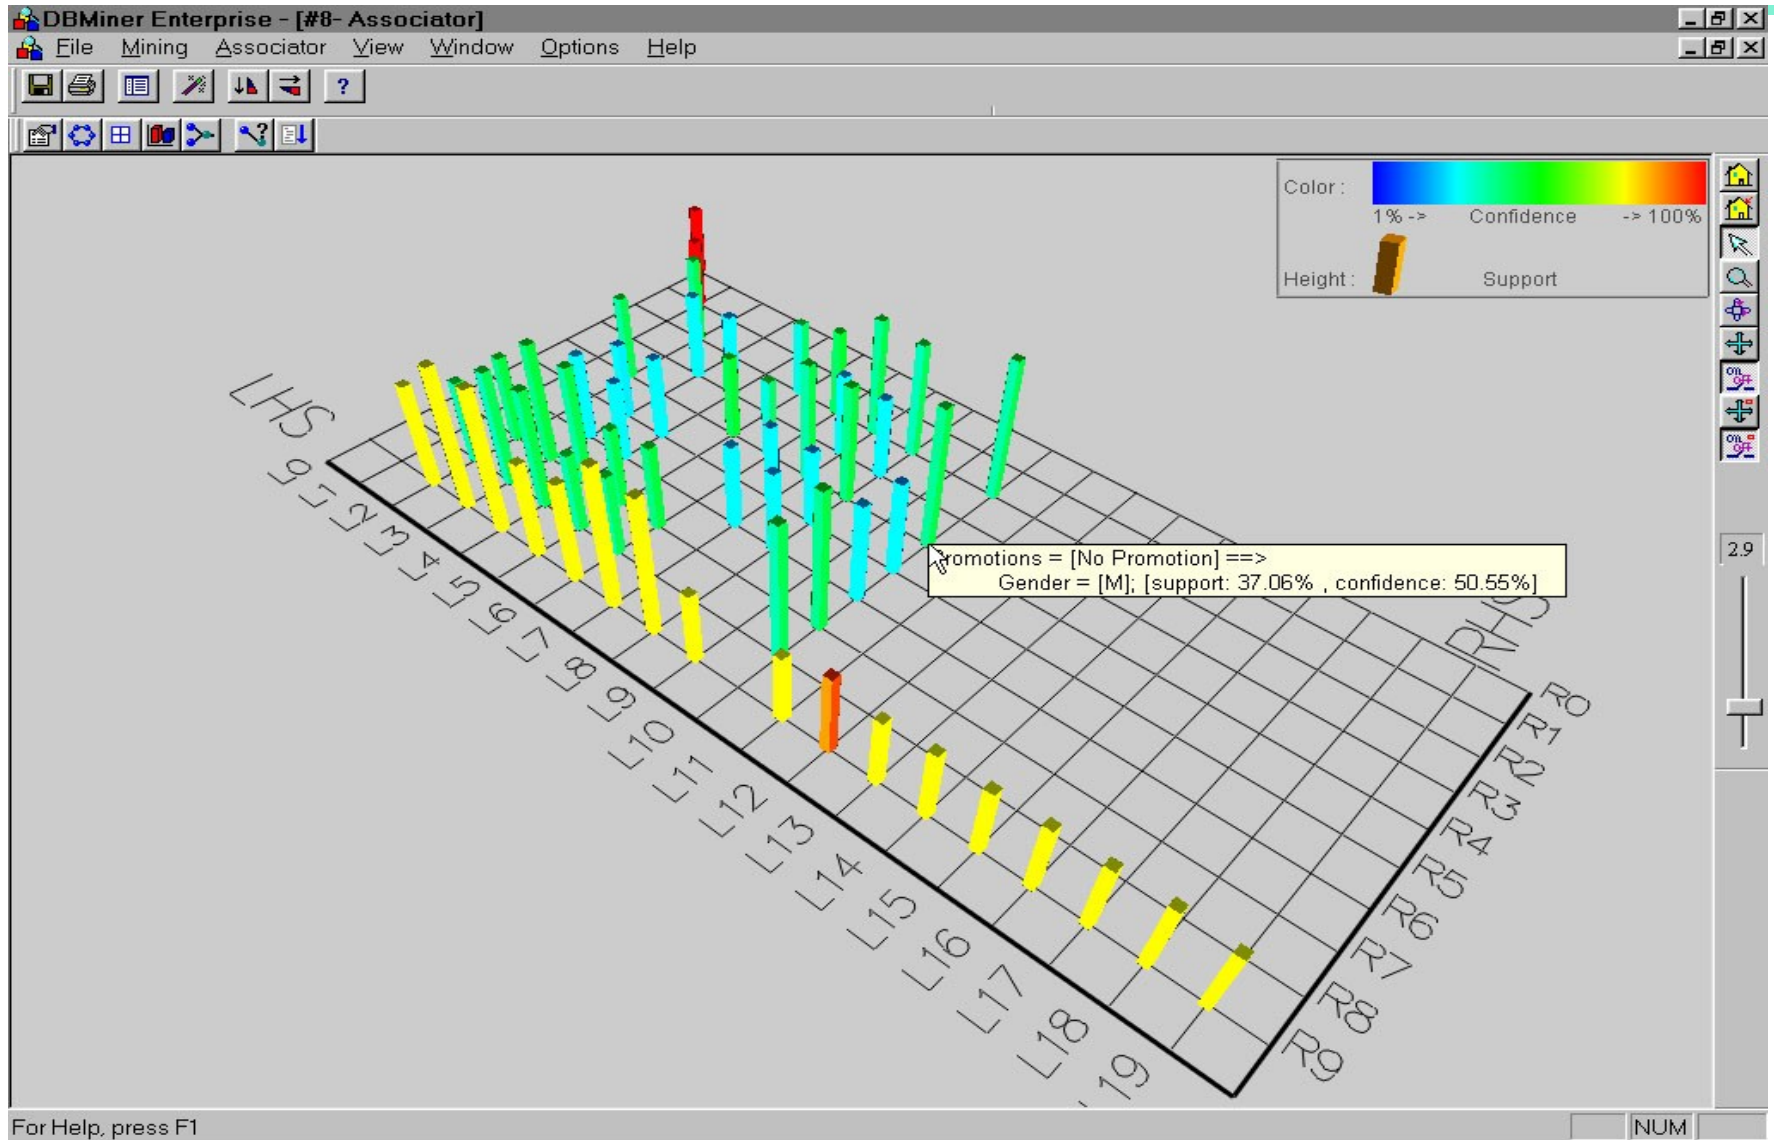 DBMiner Enterprise - [#8- Associator]
File Mining Associator View Window Options Help
?
Color :
1% -> Confidence -> 100%
Height : Support
LHS
L0
L1
L2
L3
L4
L5
L6
L7
L8
L9
L10
L11
L12
L13
L14
L15
L16
L17
L18
19
2.9
romotions = [No Promotion] ==>
Gender = [M]; [support: 37.06% , confidence: 50.55%]
RHS
R0
R1
R2
R3
R4
R5
R6
R7
R8
R9
For Help, press F1
NUM